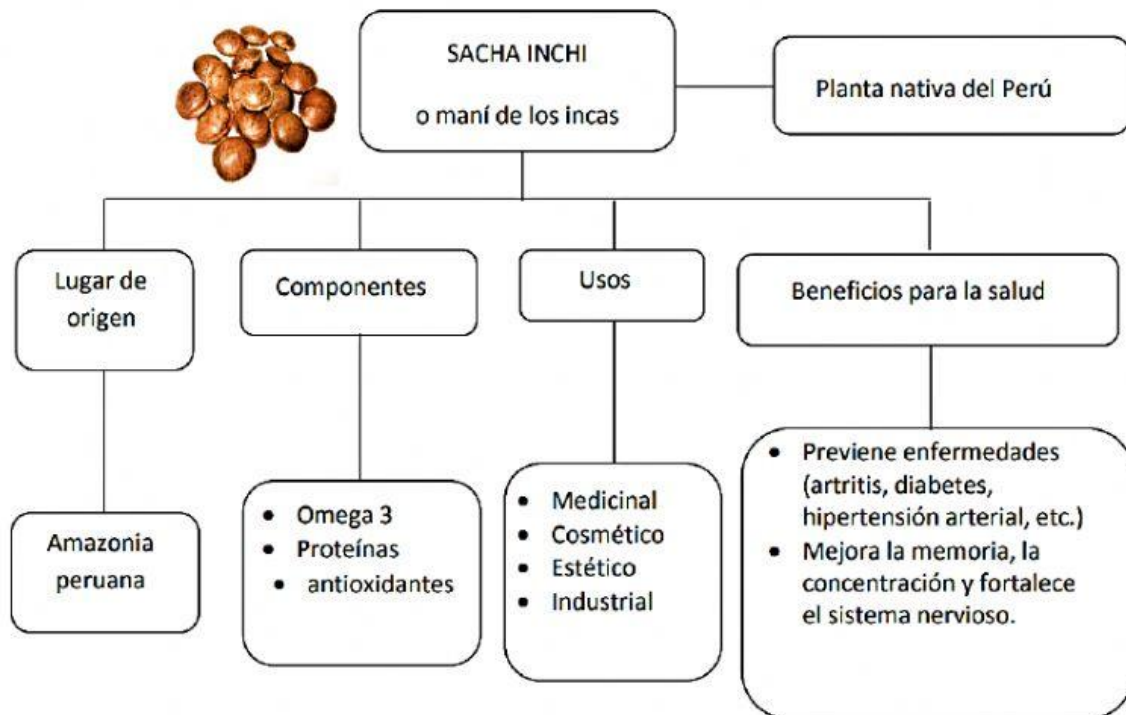 SACHA INCHI
o maní de los incas
Planta nativa del Perú
Lugar de
origen
Componentes
Usos
Beneficios para la salud
Amazonia
peruana
• Omega 3
• Proteínas
• antioxidantes
• Medicinal
• Cosmético
• Estético
• Industrial
• Previene enfermedades
(artritis, diabetes,
hipertensión arterial, etc.)
• Mejora la memoria, la
concentración y fortalece
el sistema nervioso.